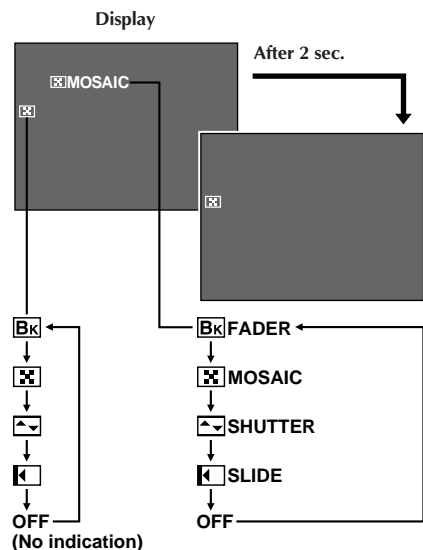 Display
After 2 sec.
MOSAIC
BK
BK FADER
MOSAIC
SHUTTER
SLIDE
OFF
(No indication)
OFF